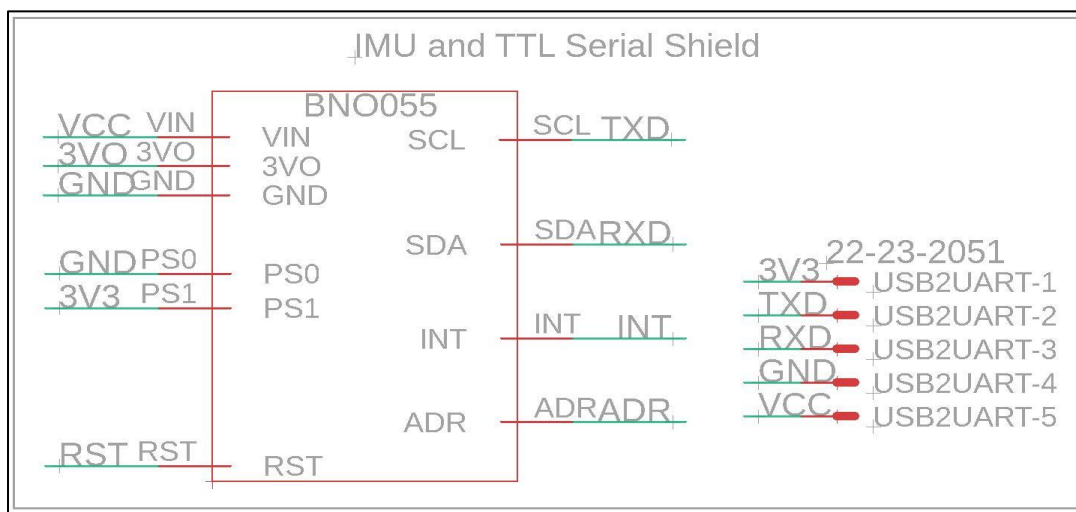 IMU and TTL Serial Shield
BNO055
VCC VIN VIN
3VO 3VO 3VO
GND GND GND
GND PS0 PS0
3V3 PS1 PS1
RST RST RST
SCL SCL TXD
SDA SDA RXD
INT INT INT
ADR ADR ADR
22-23-2051
3V3 USB2UART-1
TXD USB2UART-2
RXD USB2UART-3
GND USB2UART-4
VCC USB2UART-5